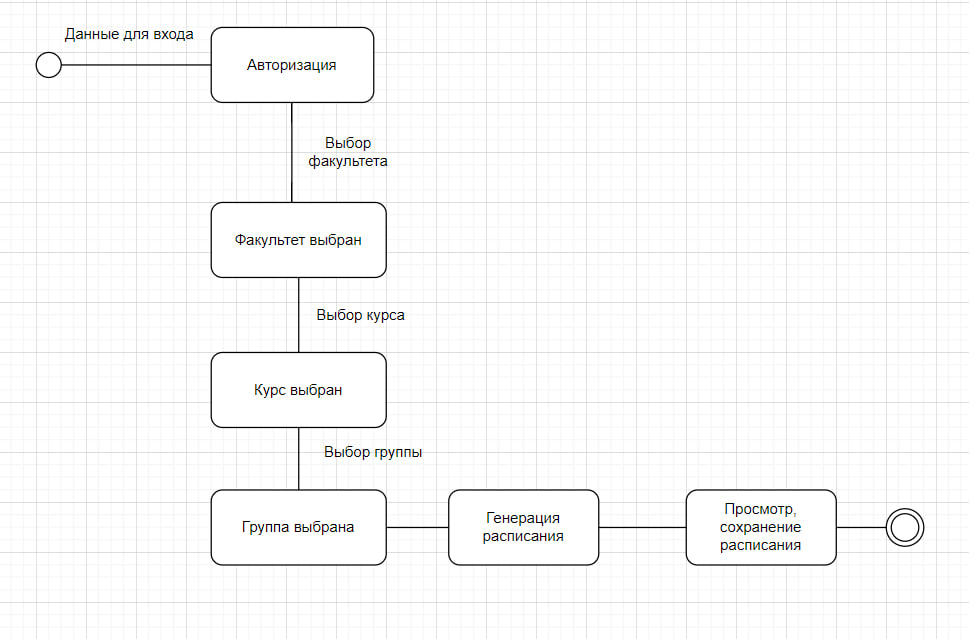 Данные для входа
Авторизация
Выбор
факультета
Факультет выбран
Выбор курса
Курс выбран
Выбор группы
Группа выбрана
Генерация
расписания
Просмотр,
сохранение
расписания